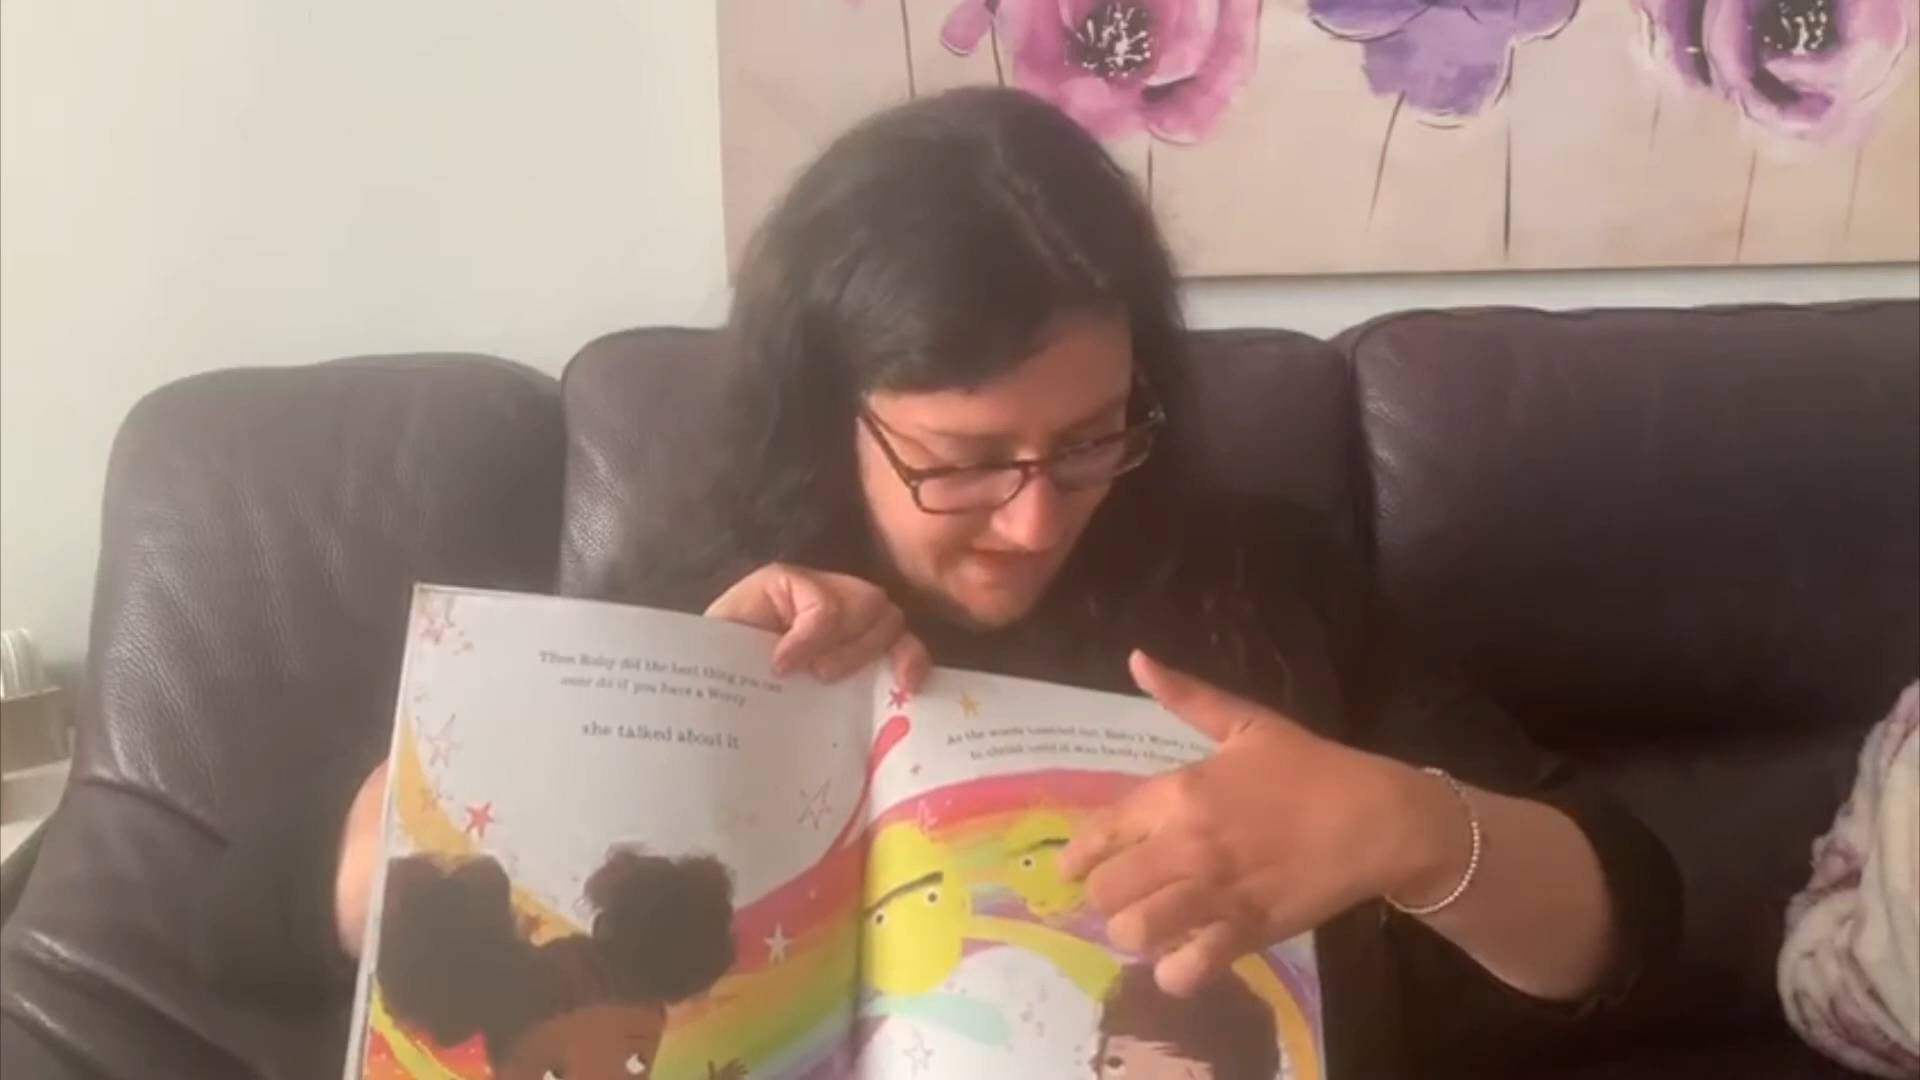 Then Ruby did the best thing you can
ever do if you have a Worry
she talked about it
As the words tumbled out, Ruby's Worry
to shrink until it was barely